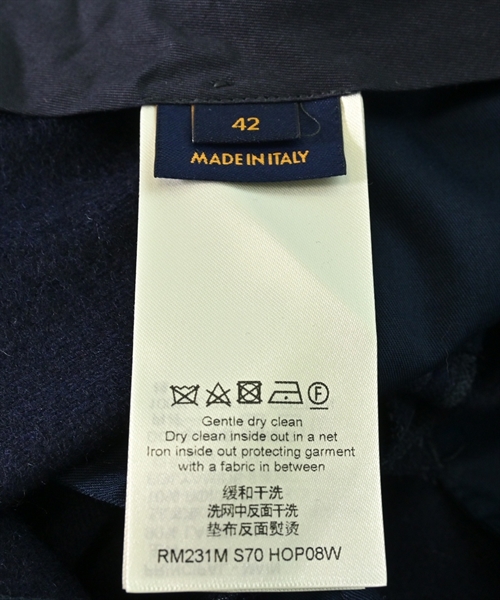 42
MADE IN ITALY
F
Gentle dry clean
Dry clean inside out in a net
Iron inside out protecting garment
with a fabric in between
缓和干洗
洗网中反面干洗
垫布反面熨烫
RM231M S70 HOP08W